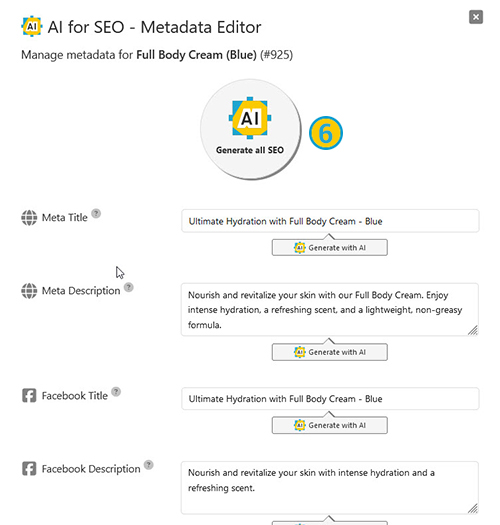 AI for SEO - Metadata Editor
Manage metadata for Full Body Cream (Blue) (#925)
AI
Generate all SEO
6
Meta Title ?
Ultimate Hydration with Full Body Cream - Blue
AI Generate with AI
Meta Description ?
Nourish and revitalize your skin with our Full Body Cream. Enjoy
intense hydration, a refreshing scent, and a lightweight, non-greasy
formula.
AI Generate with AI
Facebook Title ?
Ultimate Hydration with Full Body Cream - Blue
AI Generate with AI
Facebook Description ?
Nourish and revitalize your skin with intense hydration and a
refreshing scent.